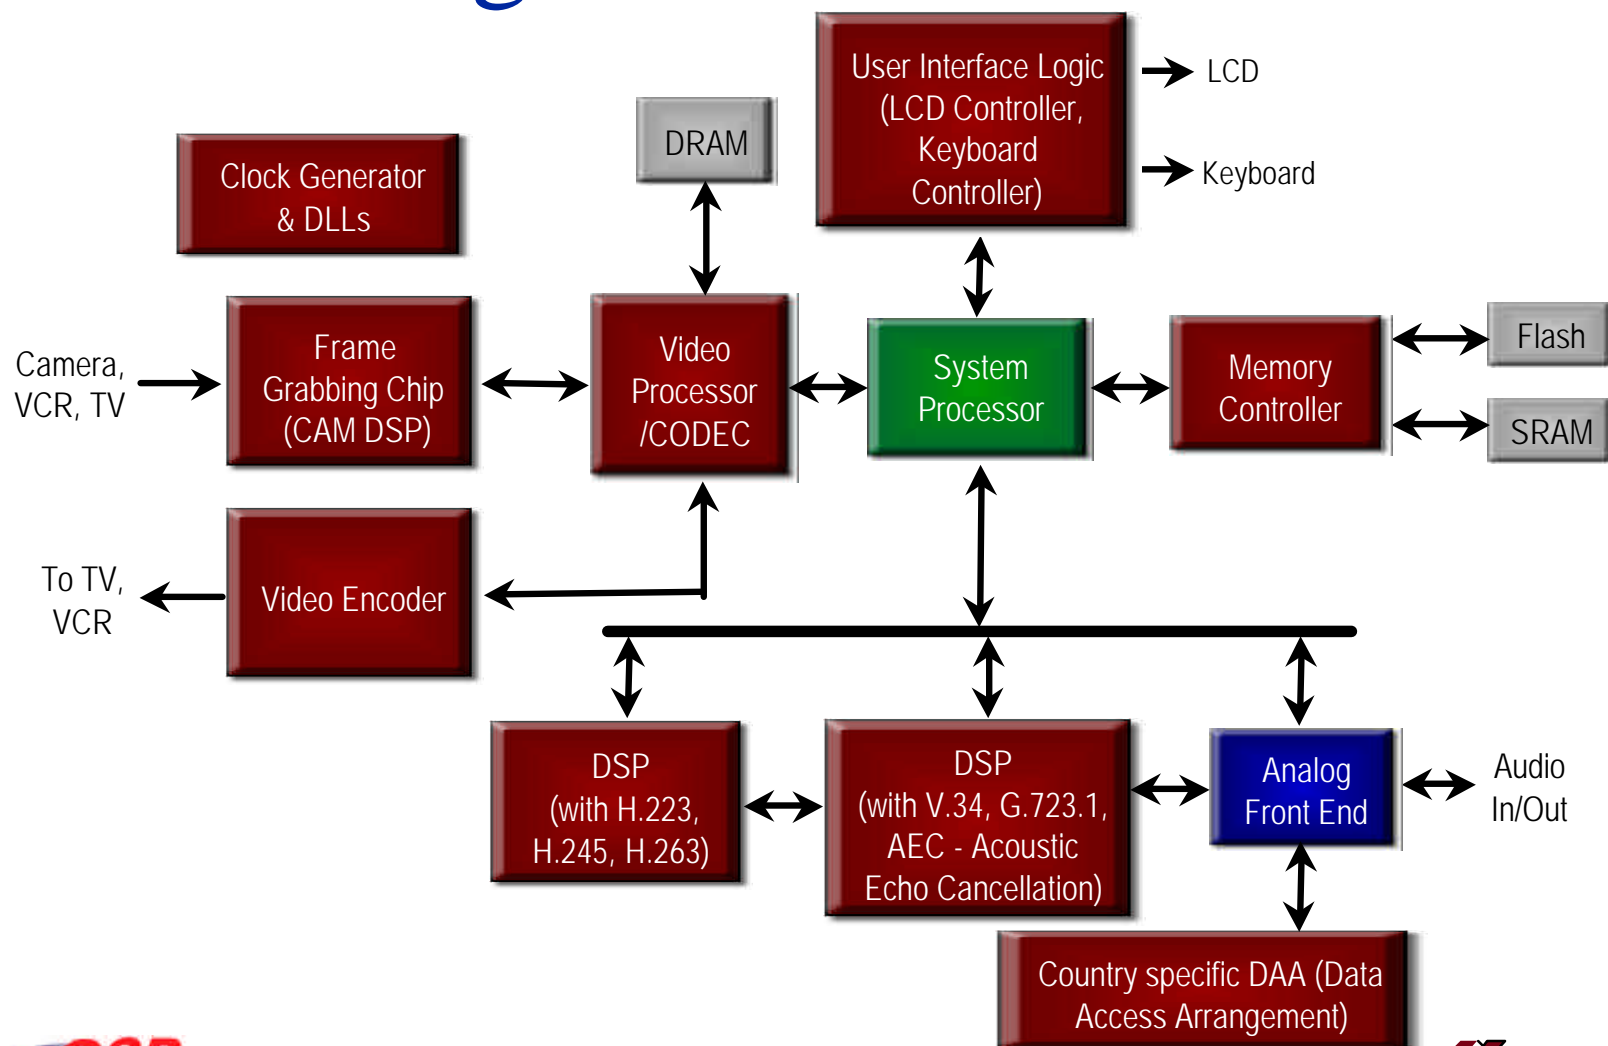 User Interface Logic
(LCD Controller,
Keyboard
Controller)
LCD
Keyboard
DRAM
Clock Generator
& DLLs
Camera,
VCR, TV
Frame
Grabbing Chip
(CAM DSP)
Video
Processor
/CODEC
System
Processor
Memory
Controller
Flash
SRAM
To TV,
VCR
Video Encoder
DSP
(with H.223,
H.245, H.263)
DSP
(with V.34, G.723.1,
AEC - Acoustic
Echo Cancellation)
Analog
Front End
Audio
In/Out
Country specific DAA (Data
Access Arrangement)